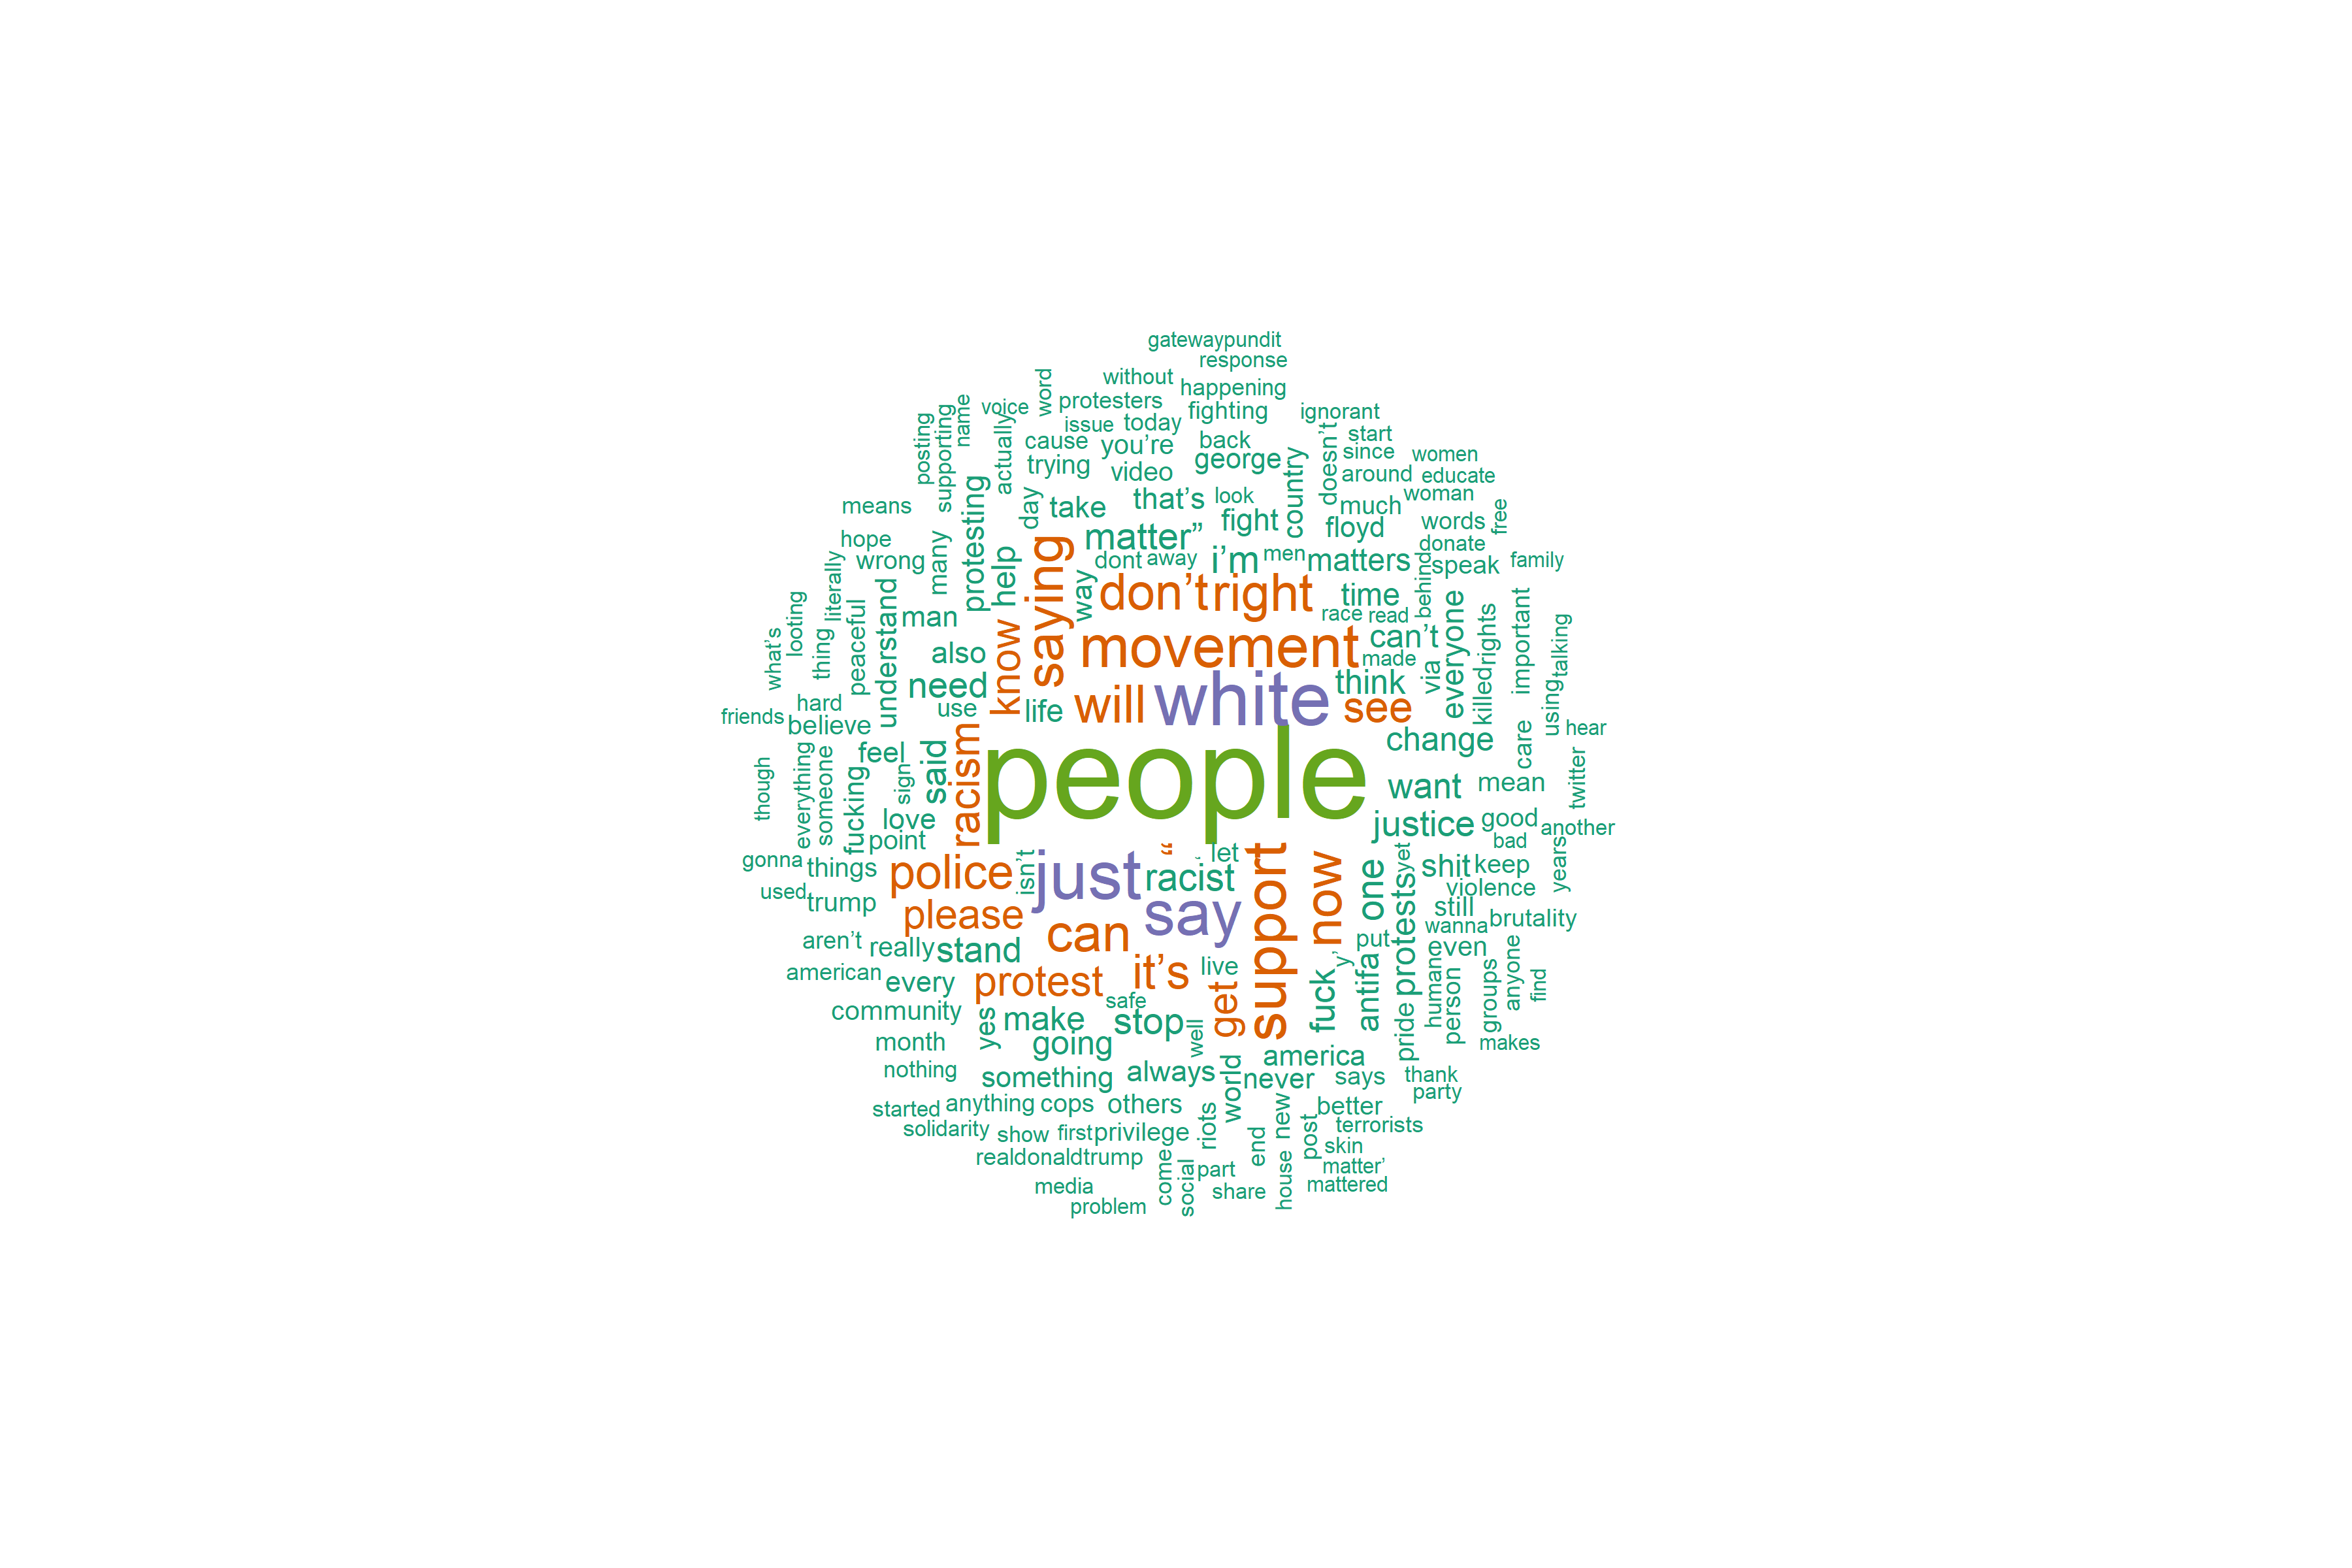 gatewaypundit
response
without
word
happening
protesters
voice
name
fighting
ignorant
issue
today
supporting
posting
actually
cause
you’re
back
doesn’t
start
since
women
trying
video
george
country
around
educate
means
protesting
day
take
that’s
look
much
woman
free
fight
floyd
words
hope
many
help
saying
matter”
donate
wrong
literally
dont
away
i’m
men
matters
behind
speak
family
looting
understand
way
don’t
right
time
everyone
important
peaceful
man
race
read
rights
talking
what’s
thing
also
know
movement
can’t
made
via
killed
need
will
white
think
using
hard
use
life
see
friends
believe
racism
change
care
hear
everything
someone
feel
said
people
though
fucking
sign
want
mean
twitter
love
justice
good
another
point
bad
gonna
things
police
isn’t
just
“
‘
let
support
now
one
yet
shit
keep
years
racist
used
trump
please
say
protests
violence
still
can
wanna
brutality
aren’t
really
stand
put
even
american
every
protest
it’s
live
y’
antifa
human
anyone
find
community
safe
get
fuck
person
groups
yes
make
stop
well
pride
month
going
america
makes
nothing
something
always
world
never
says
thank
party
started
anything
cops
others
new
better
solidarity
show
first
privilege
riots
end
post
terrorists
realdonaldtrump
come
skin
social
part
house
matter’
media
share
mattered
problem